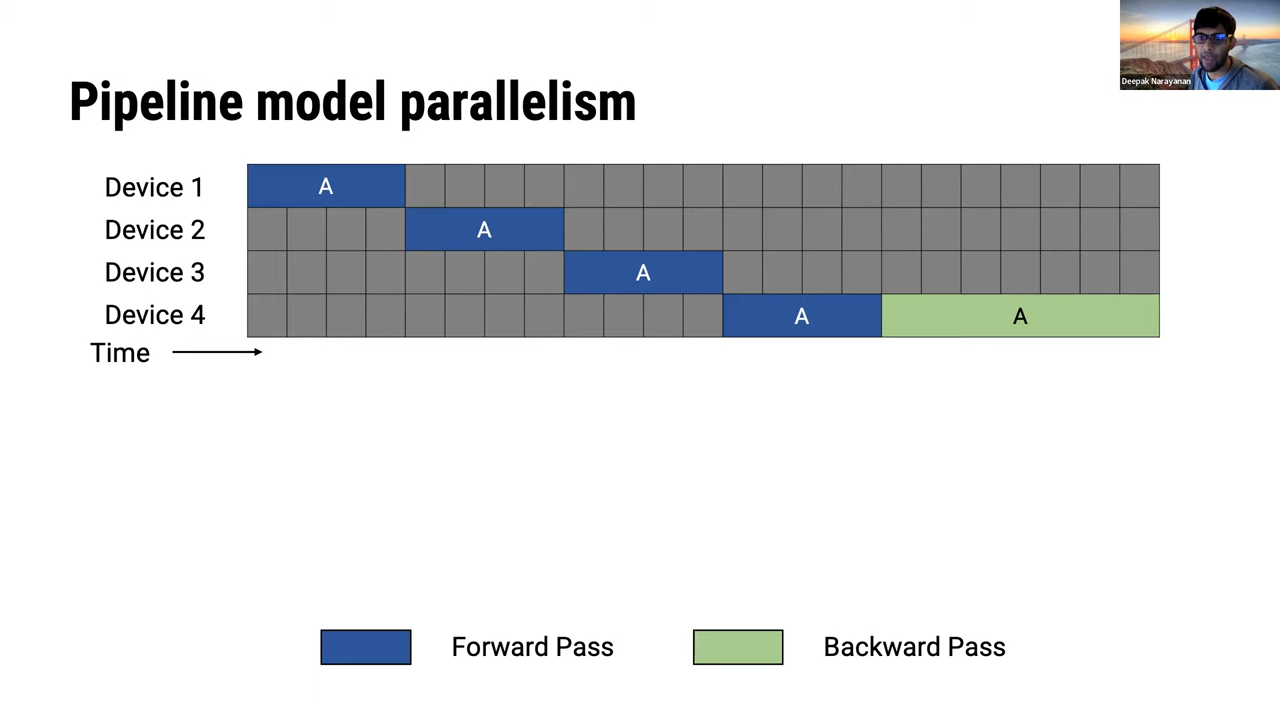 Deepak Narayanan
Pipeline model parallelism
Device 1
A
Device 2
A
Device 3
A
Device 4
A
A
Time
Forward Pass
Backward Pass